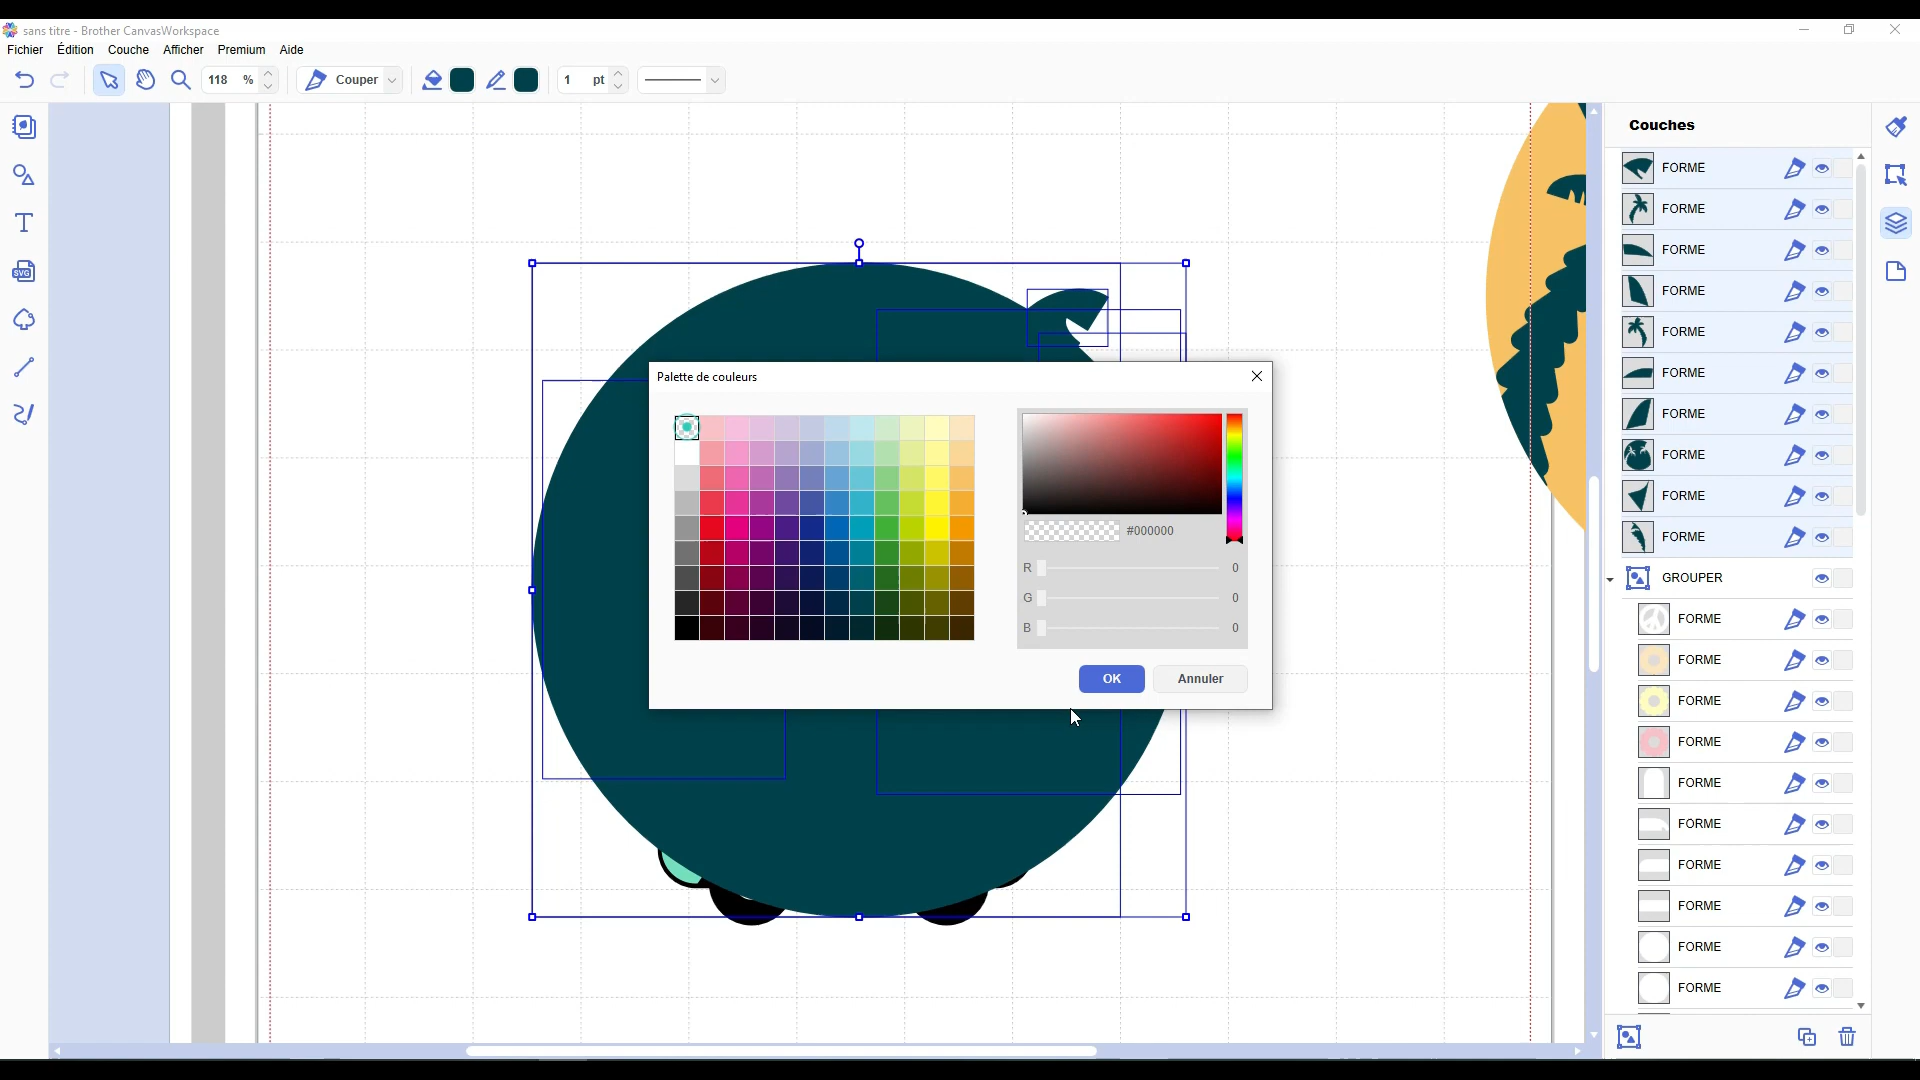 sans titre - Brother CanvasWorkspace
Fichier Édition Couche Afficher Premium Aide
118 % Couper 1 pt
SVG
Couches
FORME
FORME
FORME
FORME
FORME
FORME
FORME
FORME
FORME
FORME
GROUPER
FORME
FORME
FORME
FORME
FORME
FORME
FORME
FORME
FORME
FORME
Palette de couleurs
#000000
R 0
G 0
B 0
OK Annuler